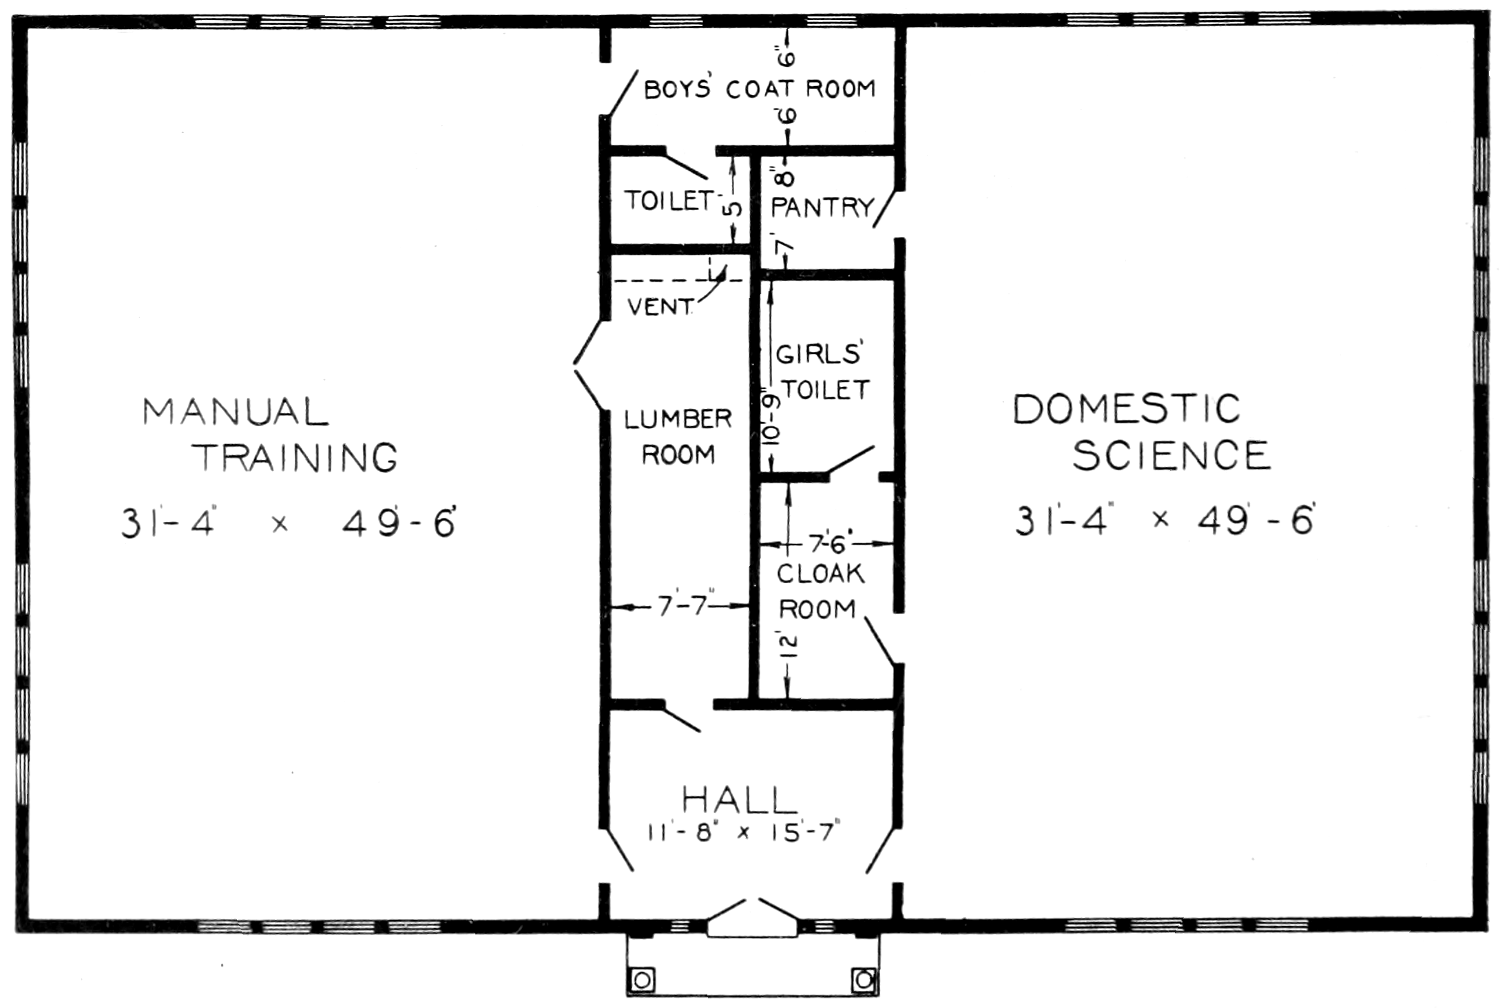 BOYS' COAT ROOM
6' 6"
TOILET
5'
PANTRY
7' 8"
VENT
GIRLS'
TOILET
10'-9"
LUMBER
ROOM
MANUAL
TRAINING
31'-4" x 49'-6"
DOMESTIC
SCIENCE
31'-4" x 49'-6"
7'-6"
CLOAK
ROOM
12'
7'-7"
HALL
11'-8" x 15'-7"